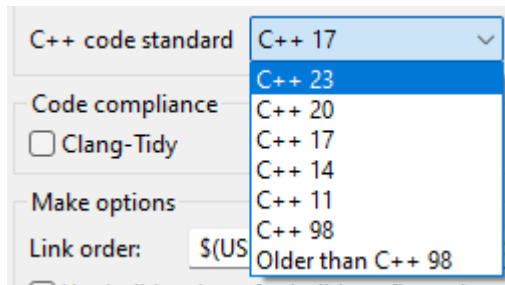 C++ code standard C++ 17
C++ 23
C++ 20
Code compliance
C++ 17
Clang-Tidy
C++ 14
C++ 11
Make options
C++ 98
Link order: $(US
Older than C++ 98